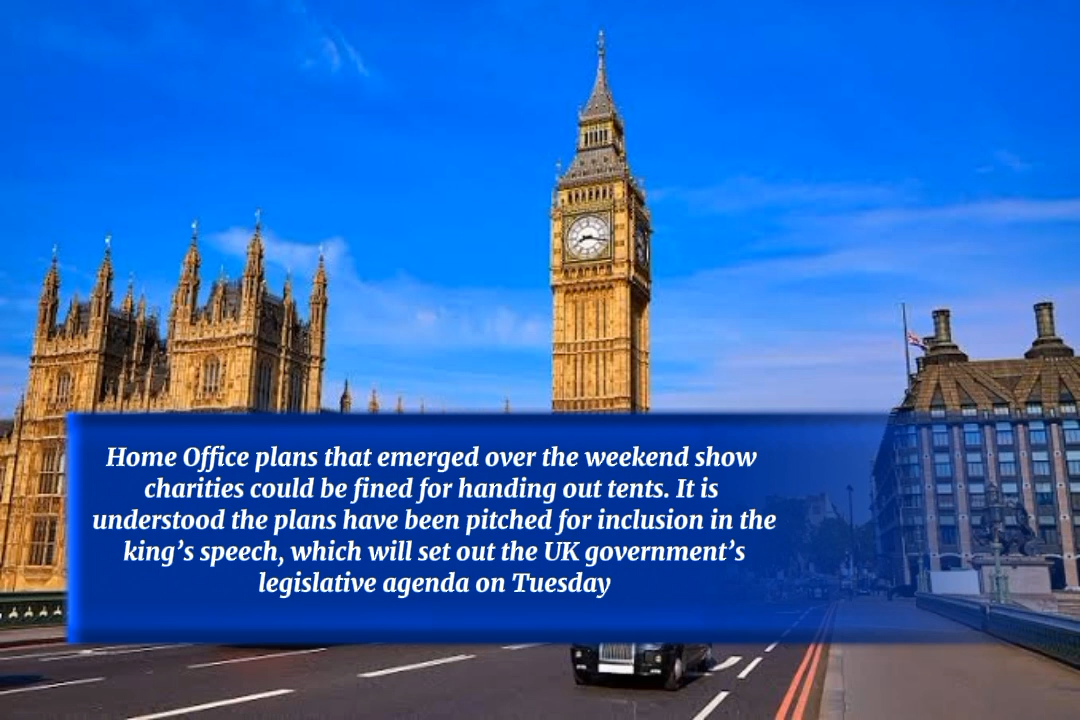 Home Office plans that emerged over the weekend show
charities could be fined for handing out tents. It is
understood the plans have been pitched for inclusion in the
king’s speech, which will set out the UK government’s
legislative agenda on Tuesday